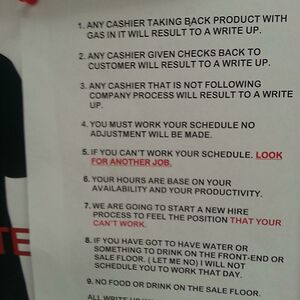 1. ANY CASHIER TAKING BACK PRODUCT WITH
GAS IN IT WILL RESULT TO A WRITE UP.
2. ANY CASHIER GIVEN CHECKS BACK TO
CUSTOMER WILL RESULT TO A WRITE UP.
3. ANY CASHIER THAT IS NOT FOLLOWING
COMPANY PROCESS WILL RESULT TO A WRITE
UP.
4. YOU MUST WORK YOUR SCHEDULE NO
ADJUSTMENT WILL BE MADE.
5. IF YOU CAN'T WORK YOUR SCHEDULE. LOOK
FOR ANOTHER JOB.
6. YOUR HOURS ARE BASE ON YOUR
AVAILABILITY AND YOUR PRODUCTIVITY.
7. WE ARE GOING TO START A NEW HIRE
PROCESS TO FEEL THE POSITION THAT YOUR
CAN'T WORK.
8. IF YOU HAVE GOT TO HAVE WATER OR
SOMETHING TO DRINK ON THE FRONT-END OR
SALE FLOOR. ( LET ME NO) I WILL NOT
SCHEDULE YOU TO WORK THAT DAY.
9. NO FOOD OR DRINK ON THE SALE FLOOR.
ALL WRITE UP